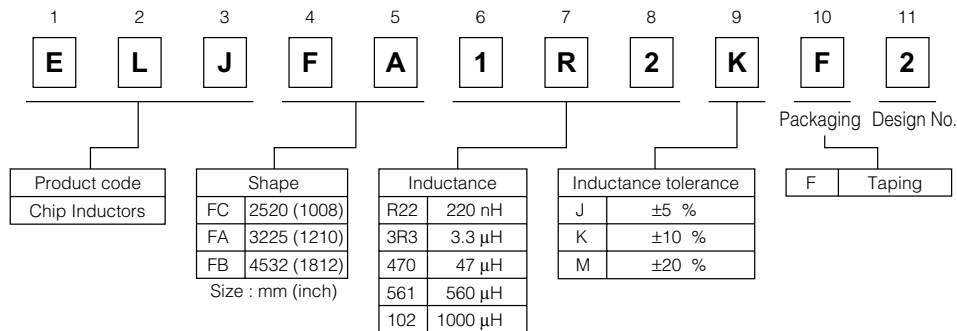 1 2 3 4 5 6 7 8 9 10 11
E L J F A 1 R 2 K F 2
Packaging Design No.
Product code
Chip Inductors
Shape
FC 2520 (1008)
FA 3225 (1210)
FB 4532 (1812)
Size : mm (inch)
Inductance
R22 220 nH
3R3 3.3 μH
470 47 μH
561 560 μH
102 1000 μH
Inductance tolerance
J ±5 %
K ±10 %
M ±20 %
F Taping